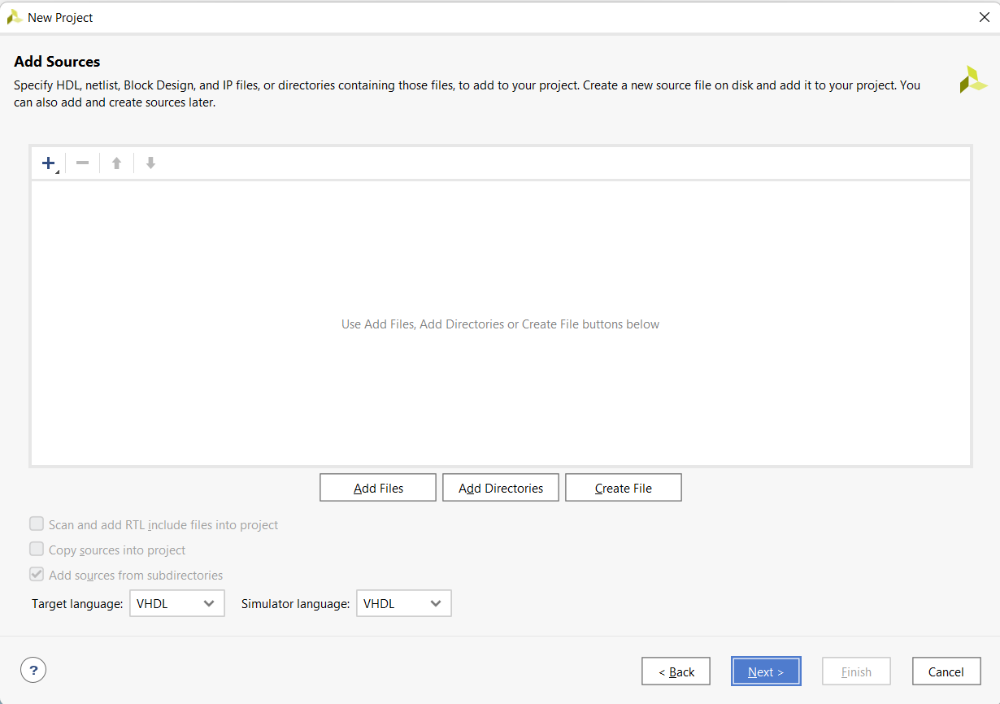 New Project
Add Sources
Specify HDL, netlist, Block Design, and IP files, or directories containing those files, to add to your project. Create a new source file on disk and add it to your project. You
can also add and create sources later.
Use Add Files, Add Directories or Create File buttons below
Add Files Add Directories Create File
Scan and add RTL include files into project
Copy sources into project
Add sources from subdirectories
Target language: VHDL Simulator language: VHDL
? < Back Next > Finish Cancel